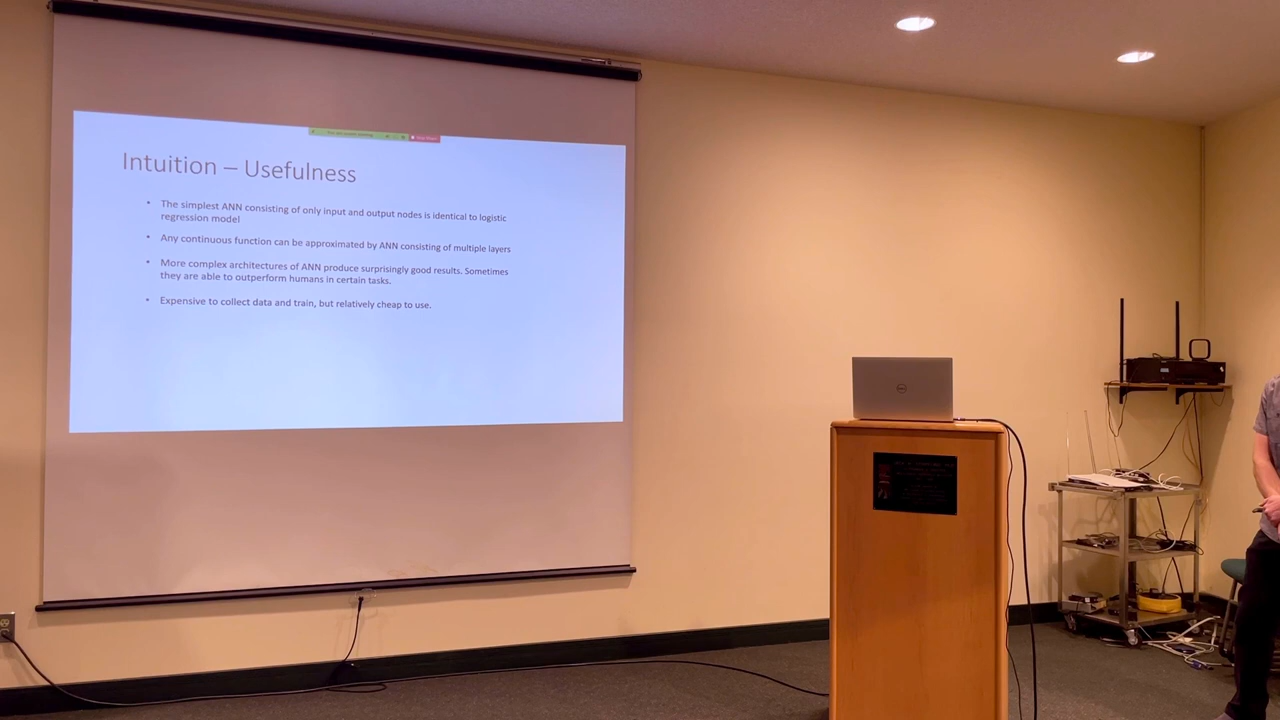 Intuition – Usefulness
• The simplest ANN consisting of only input and output nodes is identical to logistic
regression model
• Any continuous function can be approximated by ANN consisting of multiple layers
• More complex architectures of ANN produce surprisingly good results. Sometimes
they are able to outperform humans in certain tasks.
• Expensive to collect data and train, but relatively cheap to use.
DELL